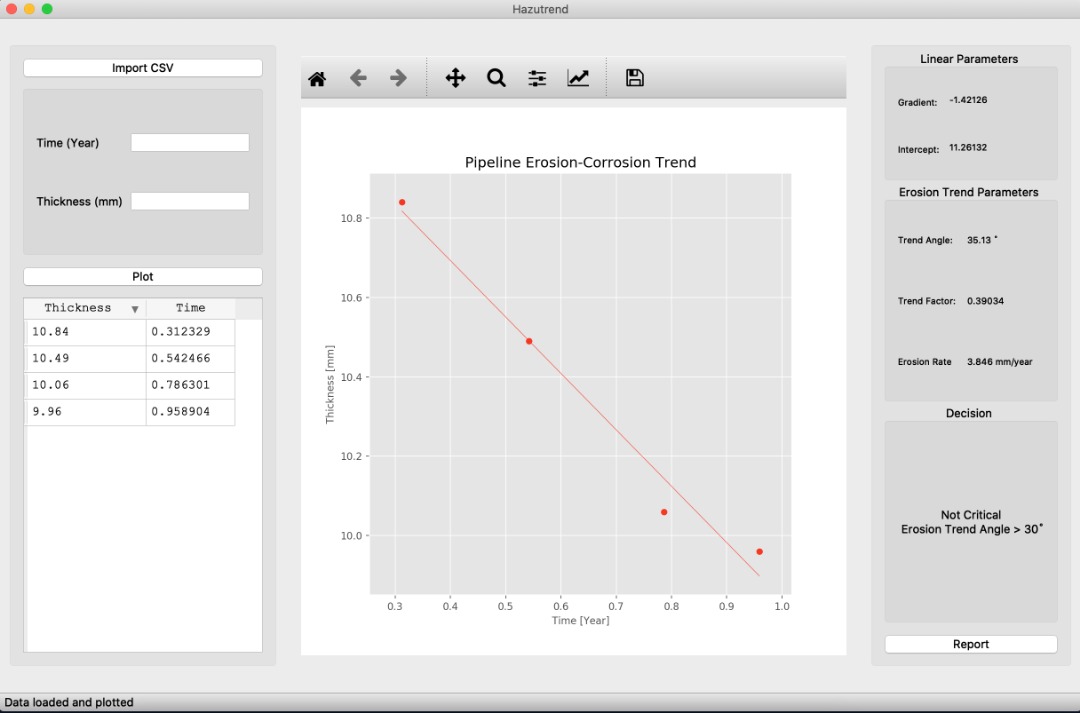 Hazutrend
Import CSV
Time (Year)
Thickness (mm)
Plot
Thickness Time
10.84 0.312329
10.49 0.542466
10.06 0.786301
9.96 0.958904
Pipeline Erosion-Corrosion Trend
10.8
10.6
10.4
10.2
10.0
Thickness [mm]
0.3 0.4 0.5 0.6 0.7 0.8 0.9 1.0
Time [Year]
Linear Parameters
Gradient: -1.42126
Intercept: 11.26132
Erosion Trend Parameters
Trend Angle: 35.13 °
Trend Factor: 0.39034
Erosion Rate 3.846 mm/year
Decision
Not Critical
Erosion Trend Angle > 30°
Report
Data loaded and plotted